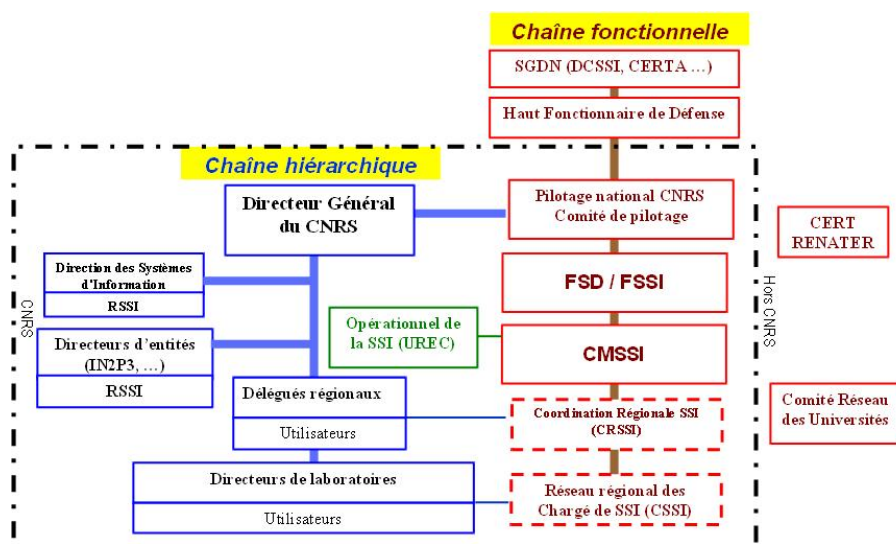 Chaîne fonctionnelle
SGDN (DCSSI, CERTA ...)
Haut Fonctionnaire de Défense
Chaîne hiérarchique
Directeur Général
du CNRS
Pilotage national CNRS
Comité de pilotage
CERT
RENATER
Direction des Systèmes
d'Information
RSSI
FSD / FSSI
CNRS
Hors CNRS
Opérationnel de
la SSI (UREC)
CMSSI
Directeurs d'entités
(IN2P3, ...)
RSSI
Délégués régionaux
Utilisateurs
Coordination Régionale SSI
(CRSSI)
Comité Réseau
des Universités
Directeurs de laboratoires
Utilisateurs
Réseau régional des
Chargé de SSI (CSSI)